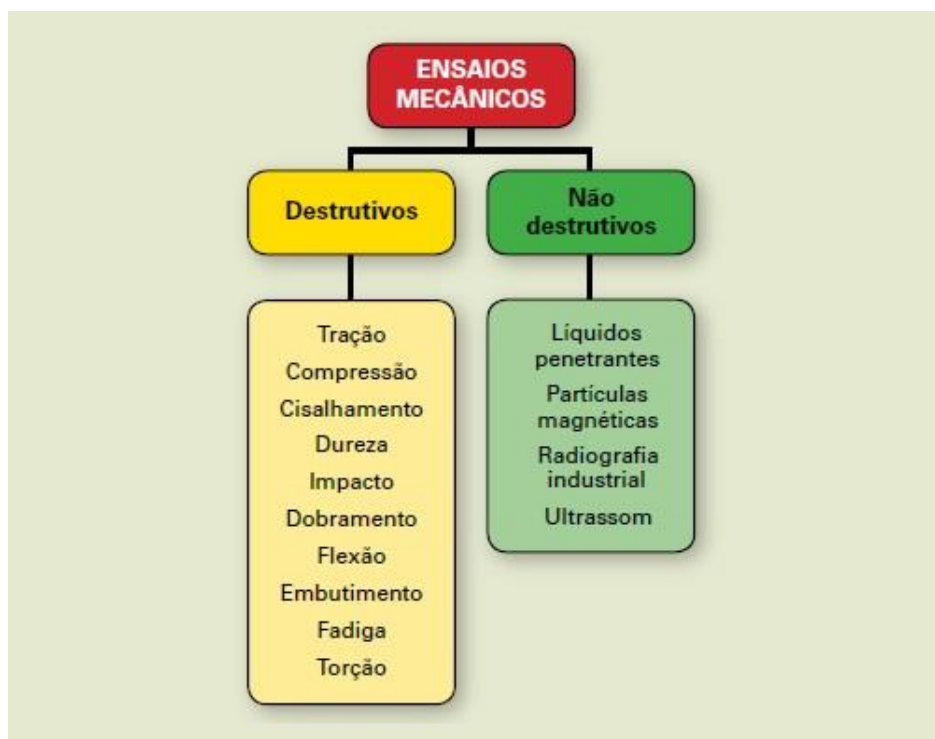 ENSAIOS
MECÂNICOS
Destrutivos
Não
destrutivos
Tração
Compressão
Cisalhamento
Dureza
Impacto
Dobramento
Flexão
Embutimento
Fadiga
Torção
Líquidos
penetrantes
Partículas
magnéticas
Radiografia
industrial
Ultrassom